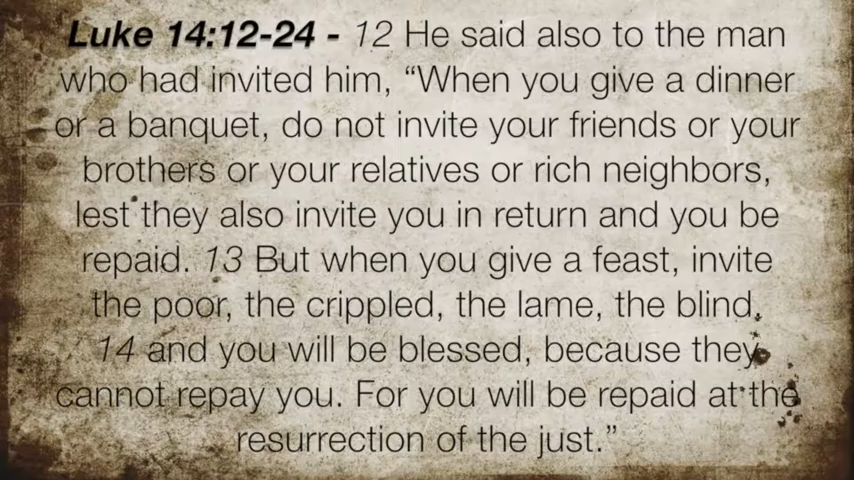 Luke 14:12-24 - 12 He said also to the man
who had invited him, “When you give a dinner
or a banquet, do not invite your friends or your
brothers or your relatives or rich neighbors,
lest they also invite you in return and you be
repaid. 13 But when you give a feast, invite
the poor, the crippled, the lame, the blind,
14 and you will be blessed, because they
cannot repay you. For you will be repaid at the
resurrection of the just.”